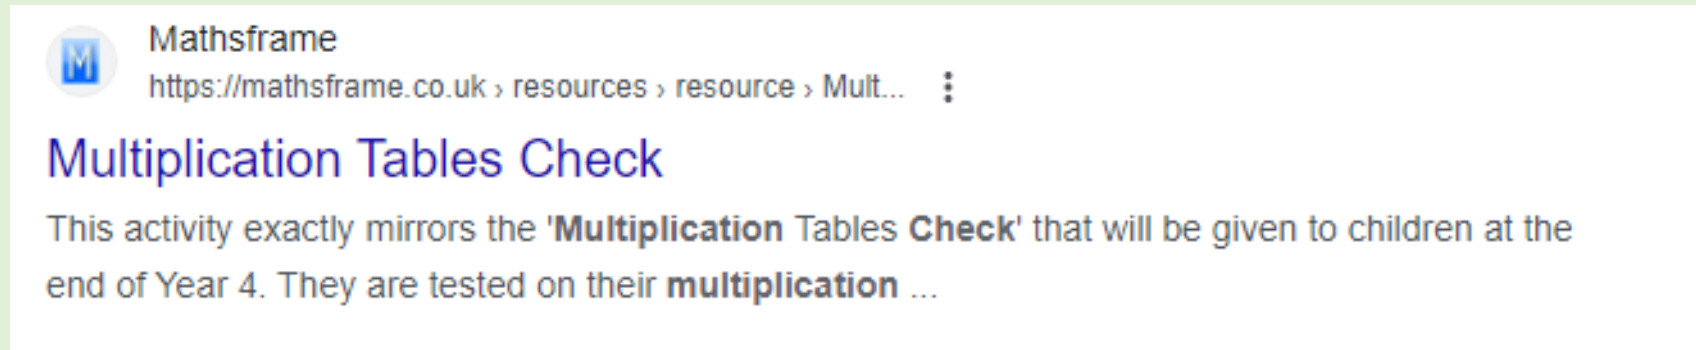 M
Mathsframe
https://mathsframe.co.uk › resources › resource › Mult...
Multiplication Tables Check
This activity exactly mirrors the 'Multiplication Tables Check' that will be given to children at the
end of Year 4. They are tested on their multiplication ...